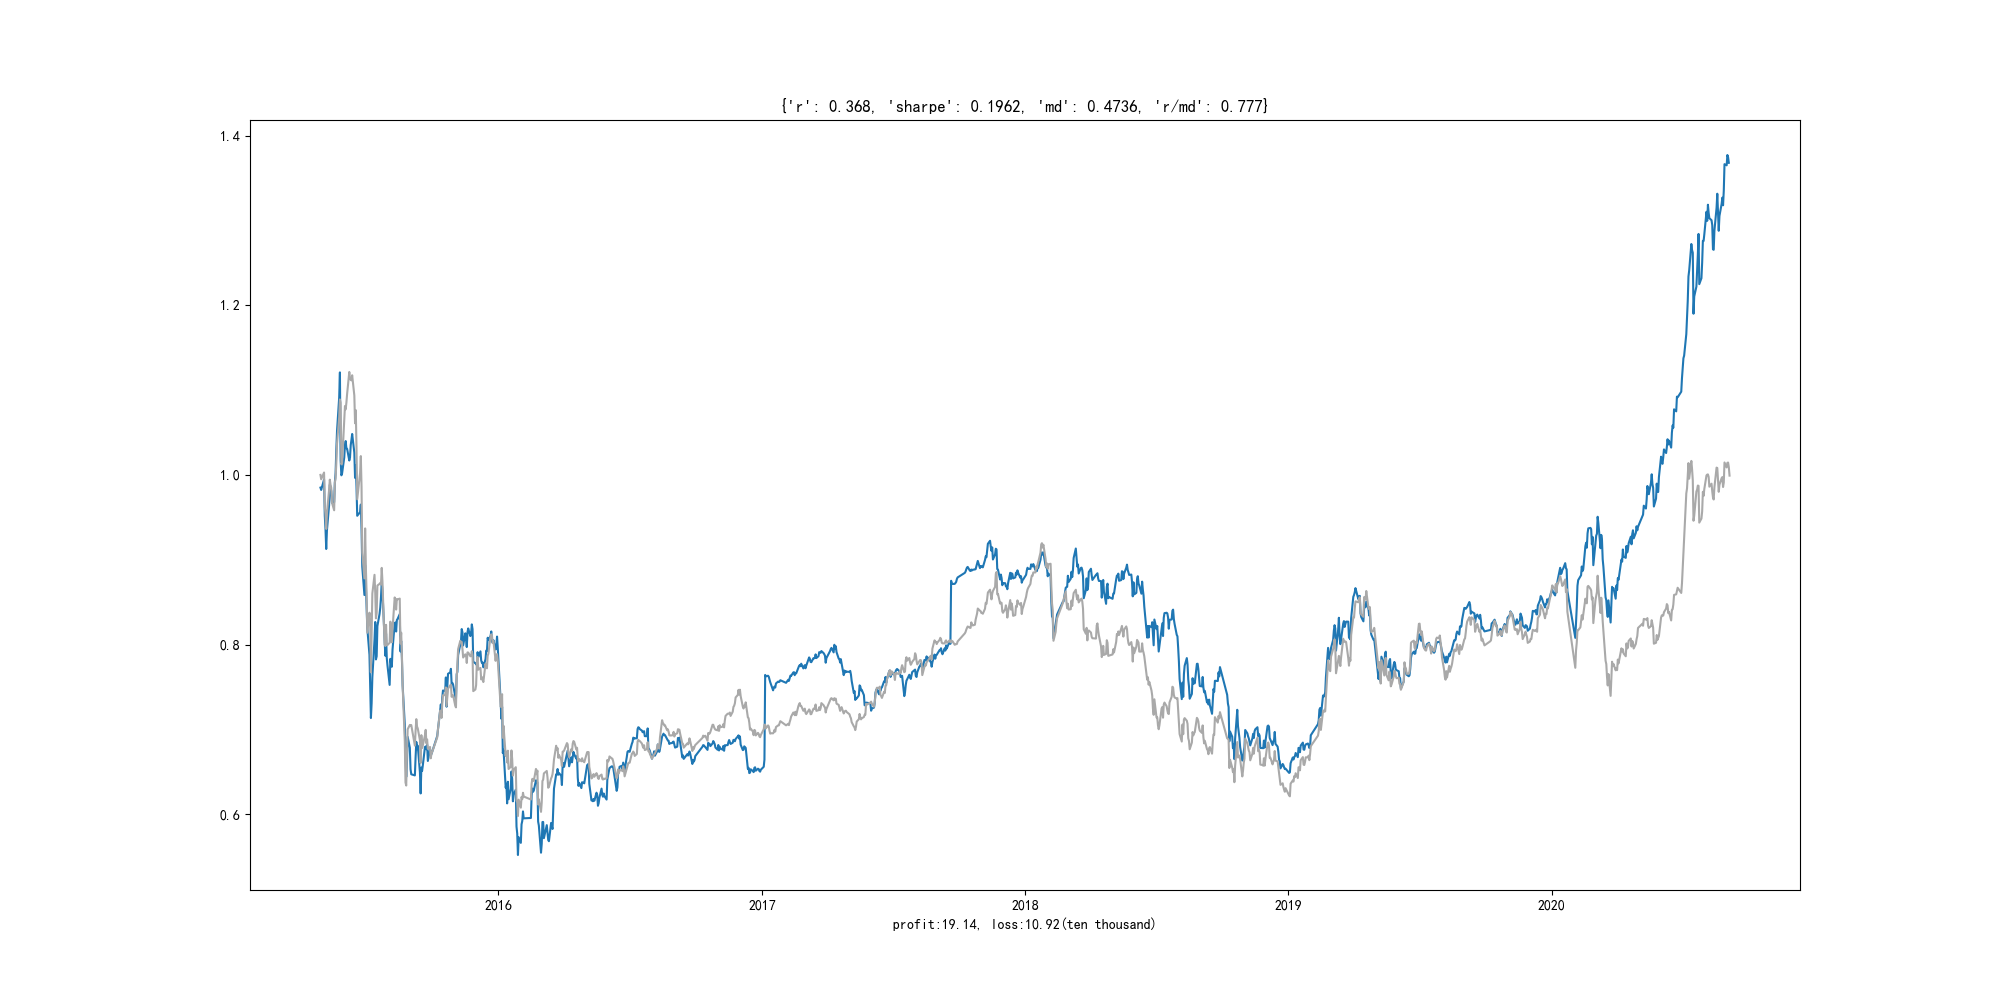 {'r': 0.368, 'sharpe': 0.1962, 'md': 0.4736, 'r/md': 0.777}
1.4
1.2
1.0
0.8
0.6
2016 2017 2018 2019 2020
profit:19.14, loss:10.92(ten thousand)